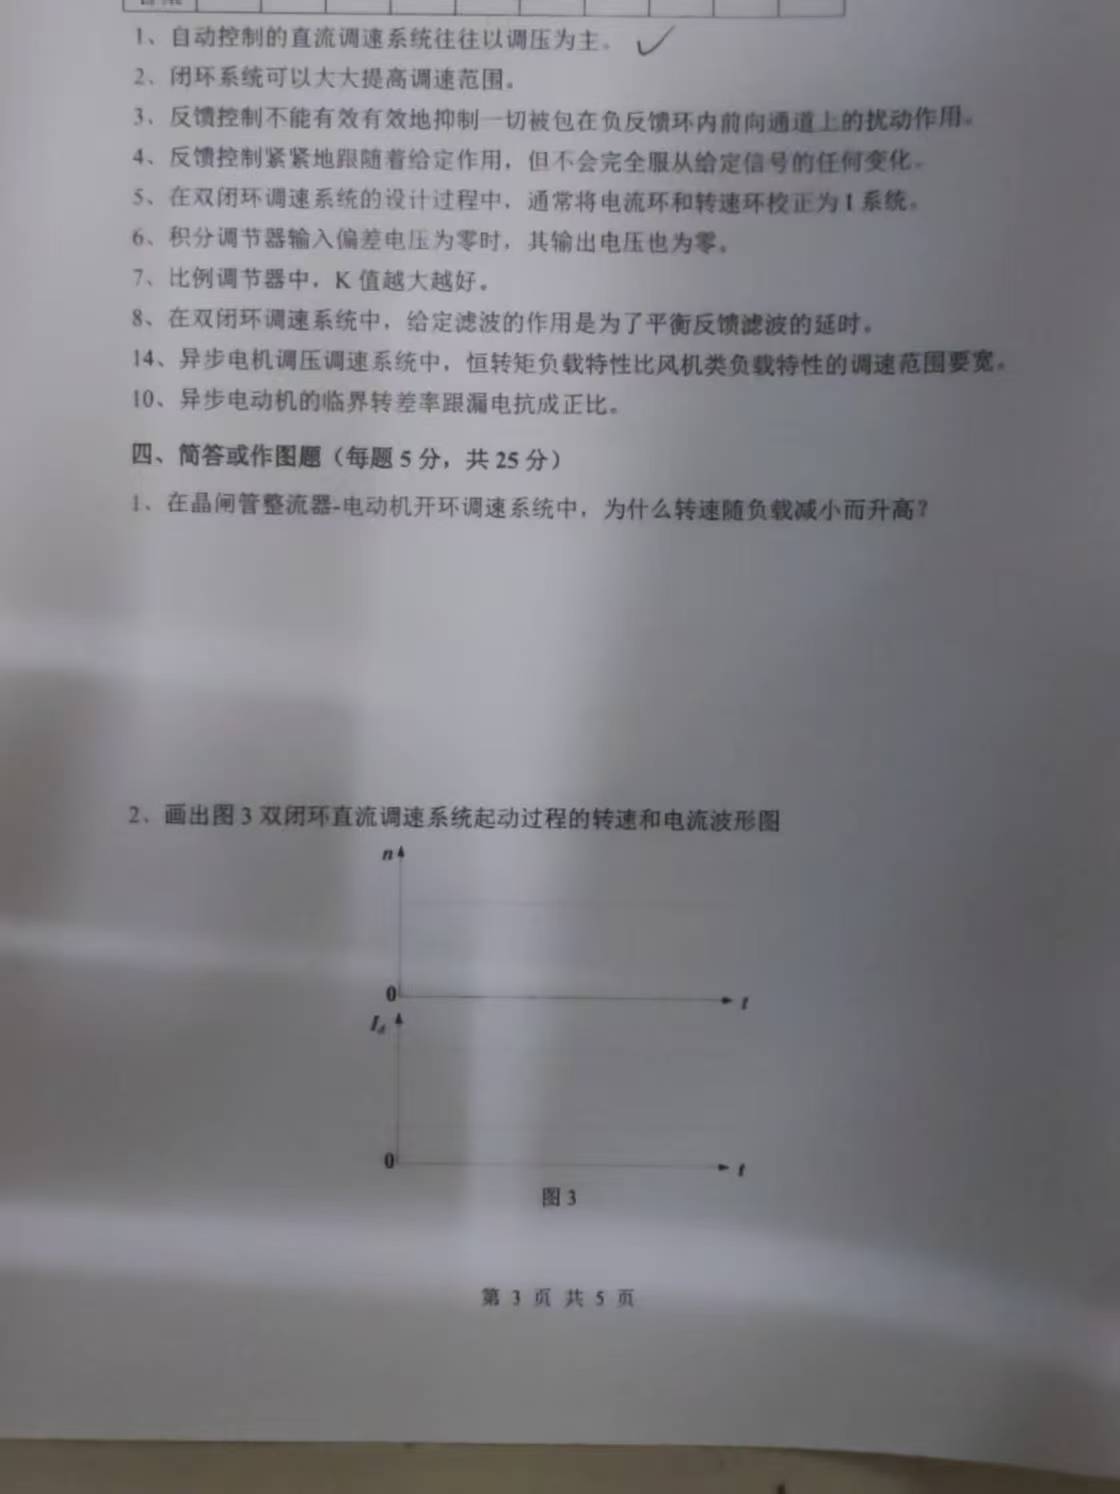 1、自动控制的直流调速系统往往以调压为主。
2、闭环系统可以大大提高调速范围。
3、反馈控制不能有效有效地抑制一切被包在负反馈环内前向通道上的扰动作用。
4、反馈控制紧紧地跟随着给定作用，但不会完全服从给定信号的任何变化。
5、在双闭环调速系统的设计过程中，通常将电流环和转速环校正为 I 系统。
6、积分调节器输入偏差电压为零时，其输出电压也为零。
7、比例调节器中，K 值越大越好。
8、在双闭环调速系统中，给定滤波的作用是为了平衡反馈滤波的延时。
14、异步电机调压调速系统中，恒转矩负载特性比风机类负载特性的调速范围要宽。
10、异步电动机的临界转差率跟漏电抗成正比。
四、简答或作图题（每题 5 分，共 25 分）
1、在晶闸管整流器-电动机开环调速系统中，为什么转速随负载减小而升高？
2、画出图 3 双闭环直流调速系统起动过程的转速和电流波形图
n
0
t
Id
0
t
图 3
第 3 页 共 5 页